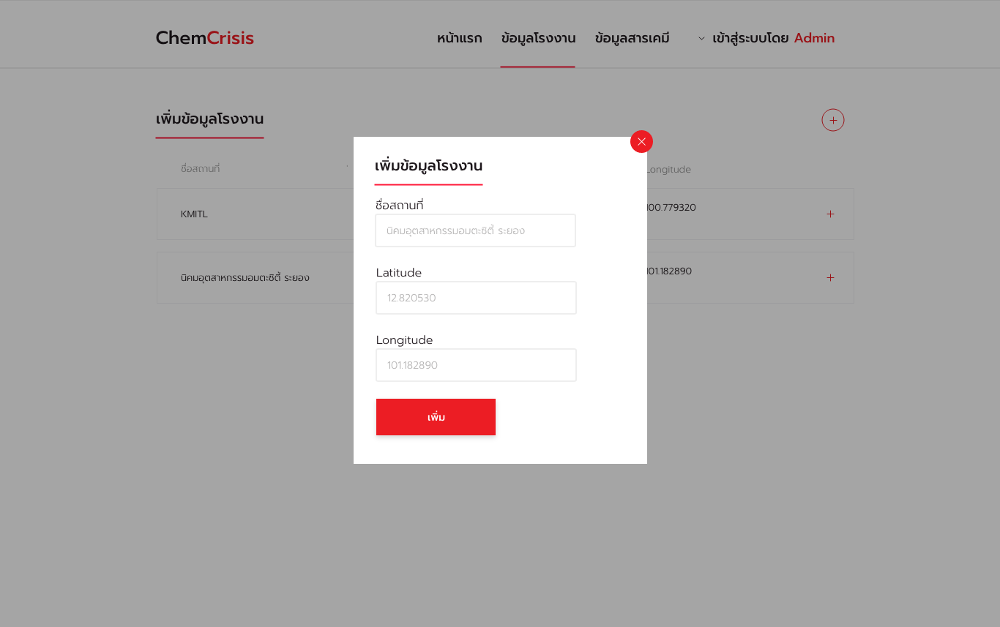 ChemCrisis
หน้าแรก ข้อมูลโรงงาน ข้อมูลสารเคมี เข้าสู่ระบบโดย Admin
เพิ่มข้อมูลโรงงาน
ชื่อสถานที่ Longitude
KMITL 100.779320
นิคมอุตสาหกรรมอมตะซิตี้ ระยอง 101.182890
เพิ่มข้อมูลโรงงาน
ชื่อสถานที่
นิคมอุตสาหกรรมอมตะซิตี้ ระยอง
Latitude
12.820530
Longitude
101.182890
เพิ่ม